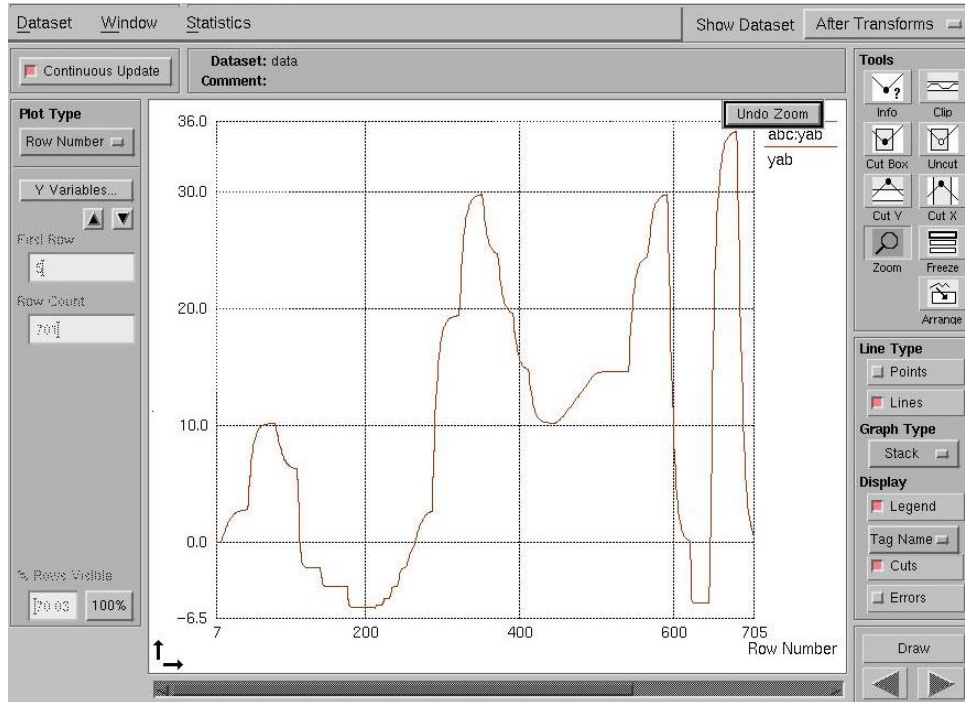 Dataset Window Statistics
Show Dataset After Transforms
Continuous Update
Dataset: data
Comment:
Plot Type
Row Number
Y Variables...
First Row
Row Count
701
% Rows Visible
70.03 100%
36.0
30.0
20.0
10.0
0.0
-6.5
7 200 400 600 705
Row Number
Undo Zoom
abc:yab
yab
Tools
Info Clip
Cut Box Uncut
Cut Y Cut X
Zoom Freeze
Arrange
Line Type
Points
Lines
Graph Type
Stack
Display
Legend
Tag Name
Cuts
Errors
Draw